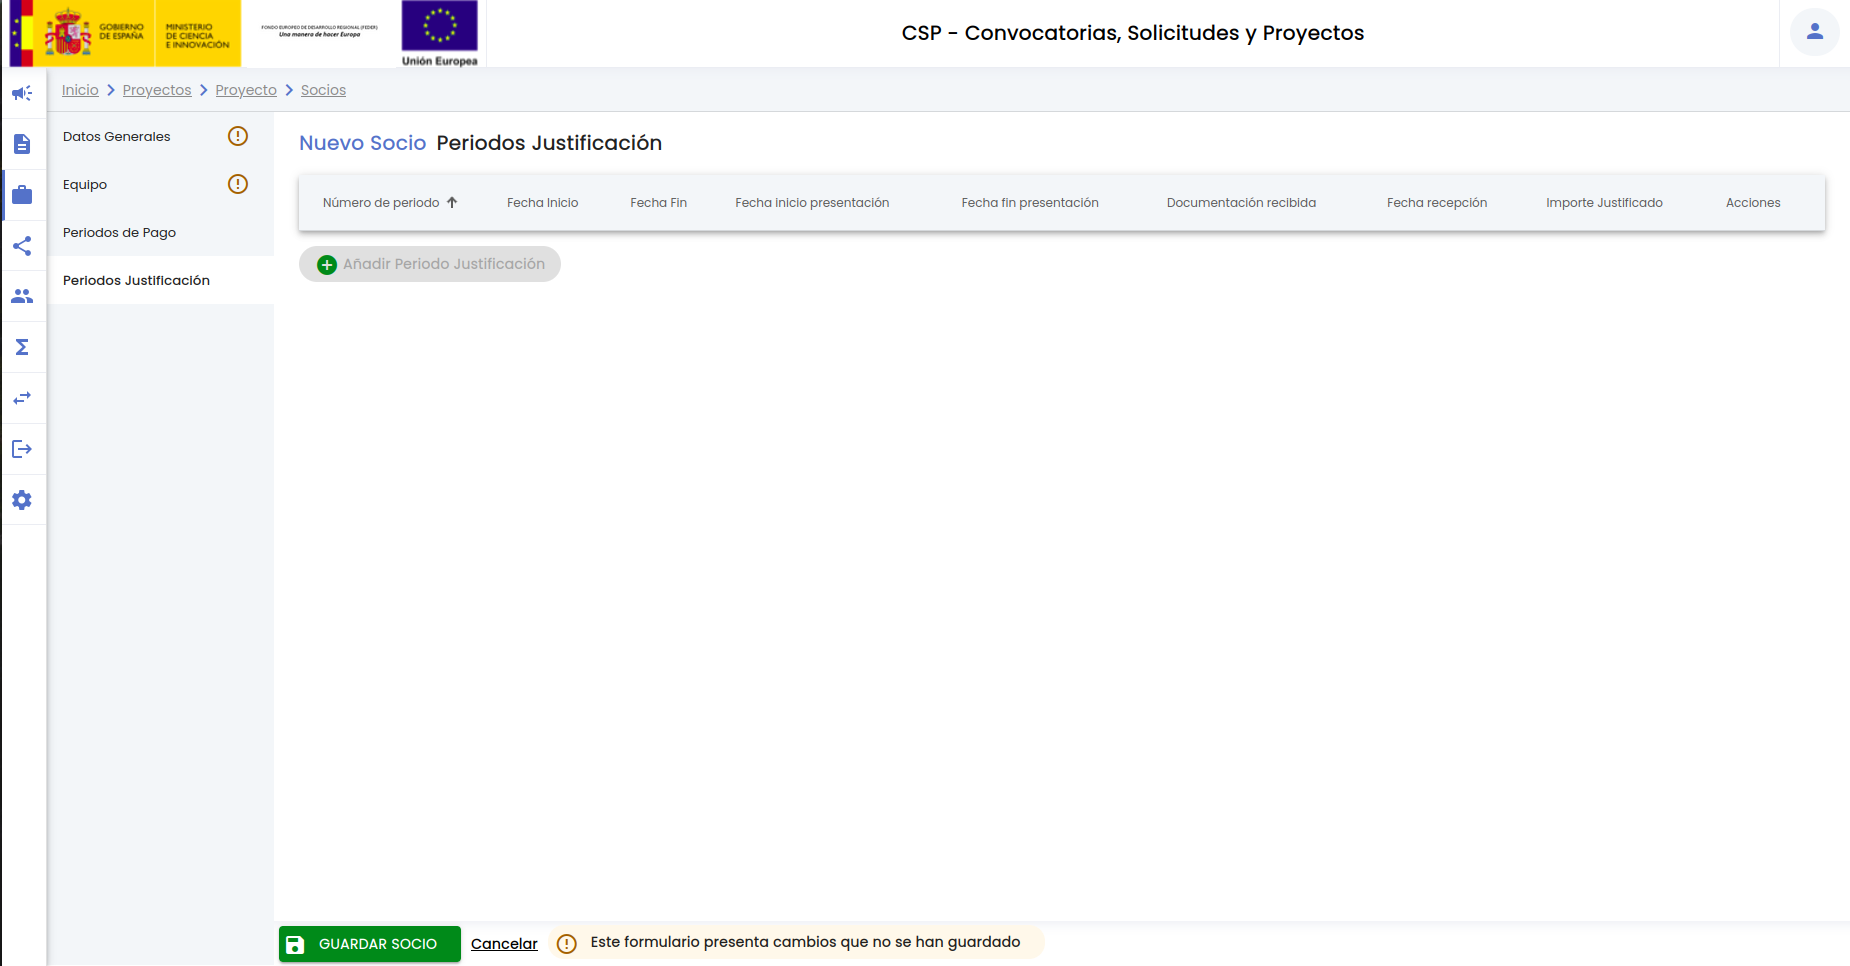 GOBIERNO
DE ESPAÑA
MINISTERIO
DE CIENCIA
E INNOVACIÓN
FONDO EUROPEO DE DESARROLLO REGIONAL (FEDER)
Una manera de hacer Europa
Unión Europea
CSP - Convocatorias, Solicitudes y Proyectos
Inicio > Proyectos > Proyecto > Socios
Datos Generales
Equipo
Periodos de Pago
Periodos Justificación
Nuevo Socio Periodos Justificación
Número de periodo Fecha Inicio Fecha Fin Fecha inicio presentación Fecha fin presentación Documentación recibida Fecha recepción Importe Justificado Acciones
Añadir Periodo Justificación
GUARDAR SOCIO Cancelar Este formulario presenta cambios que no se han guardado